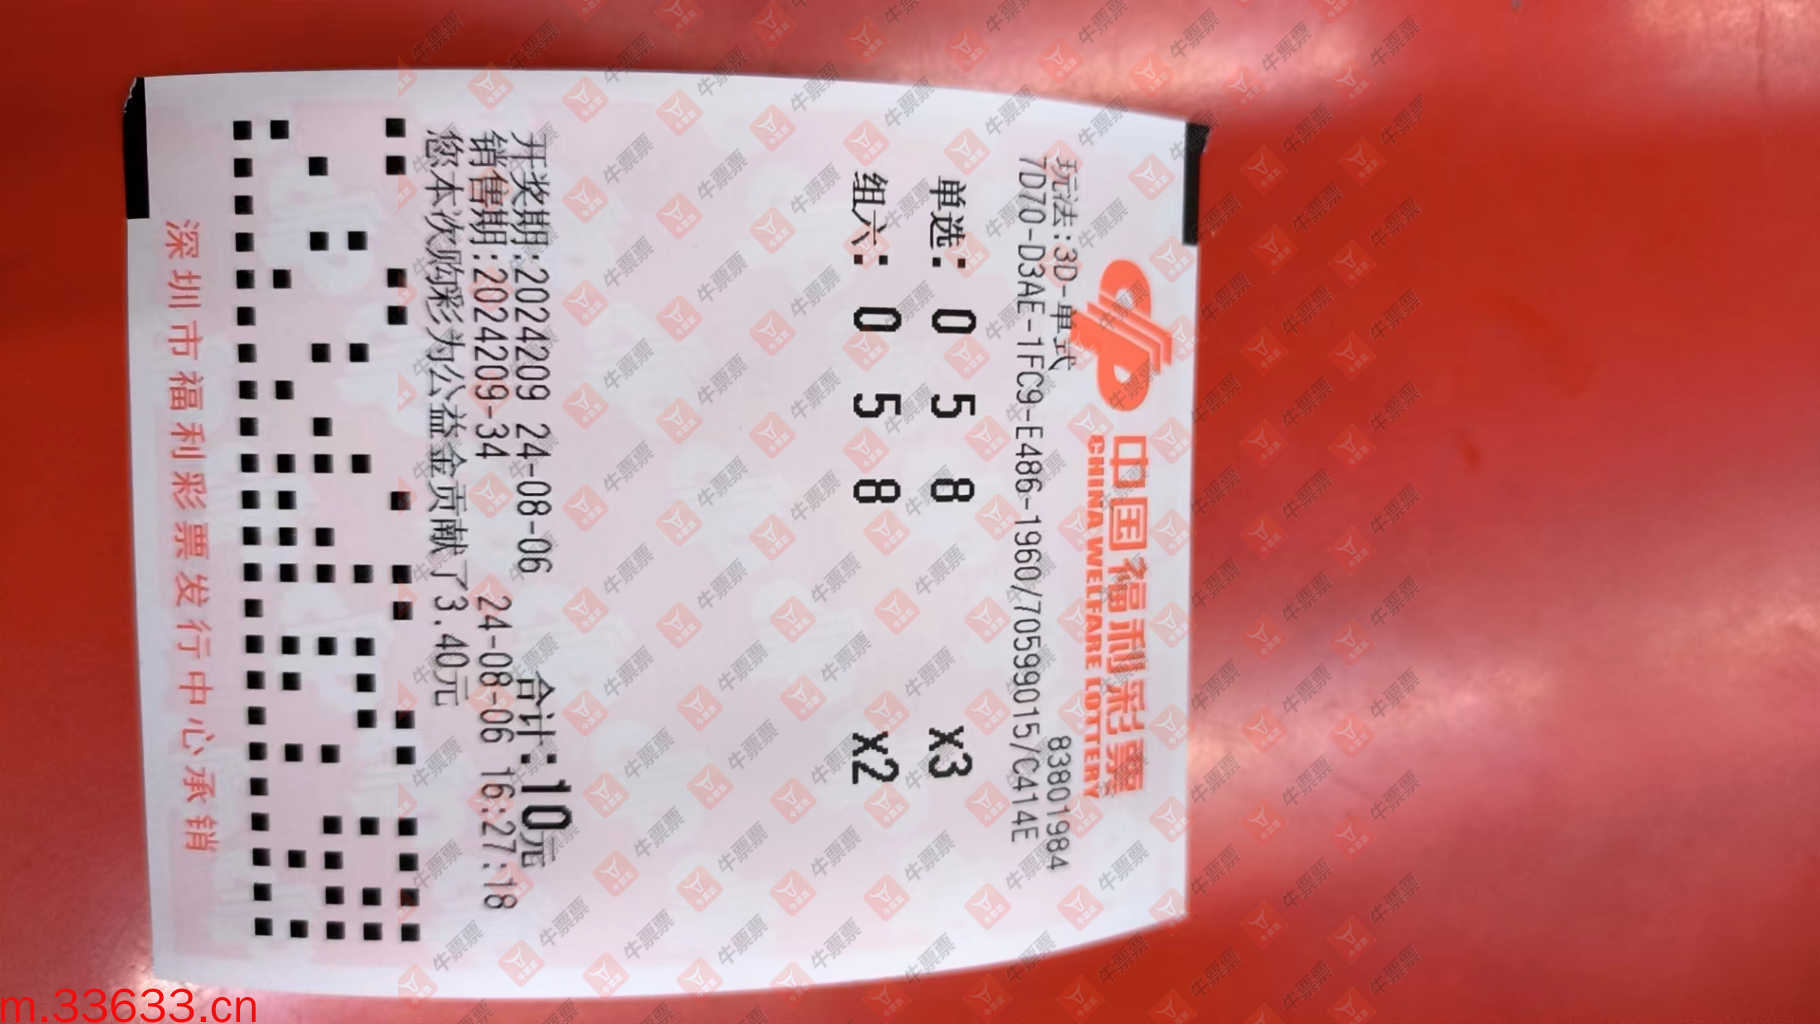 中国福利彩票
CHINA WELFARE LOTTERY
玩法:3D-单式 83801984
7D70-D3AE-1FC9-E486-1960/70599015/C414E
单选: 0 5 8 x3
组六: 0 5 8 x2
开奖期:2024209 24-08-06 合计:10元
销售期:2024209-34 24-08-06 16:27:18
您本次购彩为公益金贡献了3.40元
深圳市福利彩票发行中心承销
牛票票
m.33633.cn